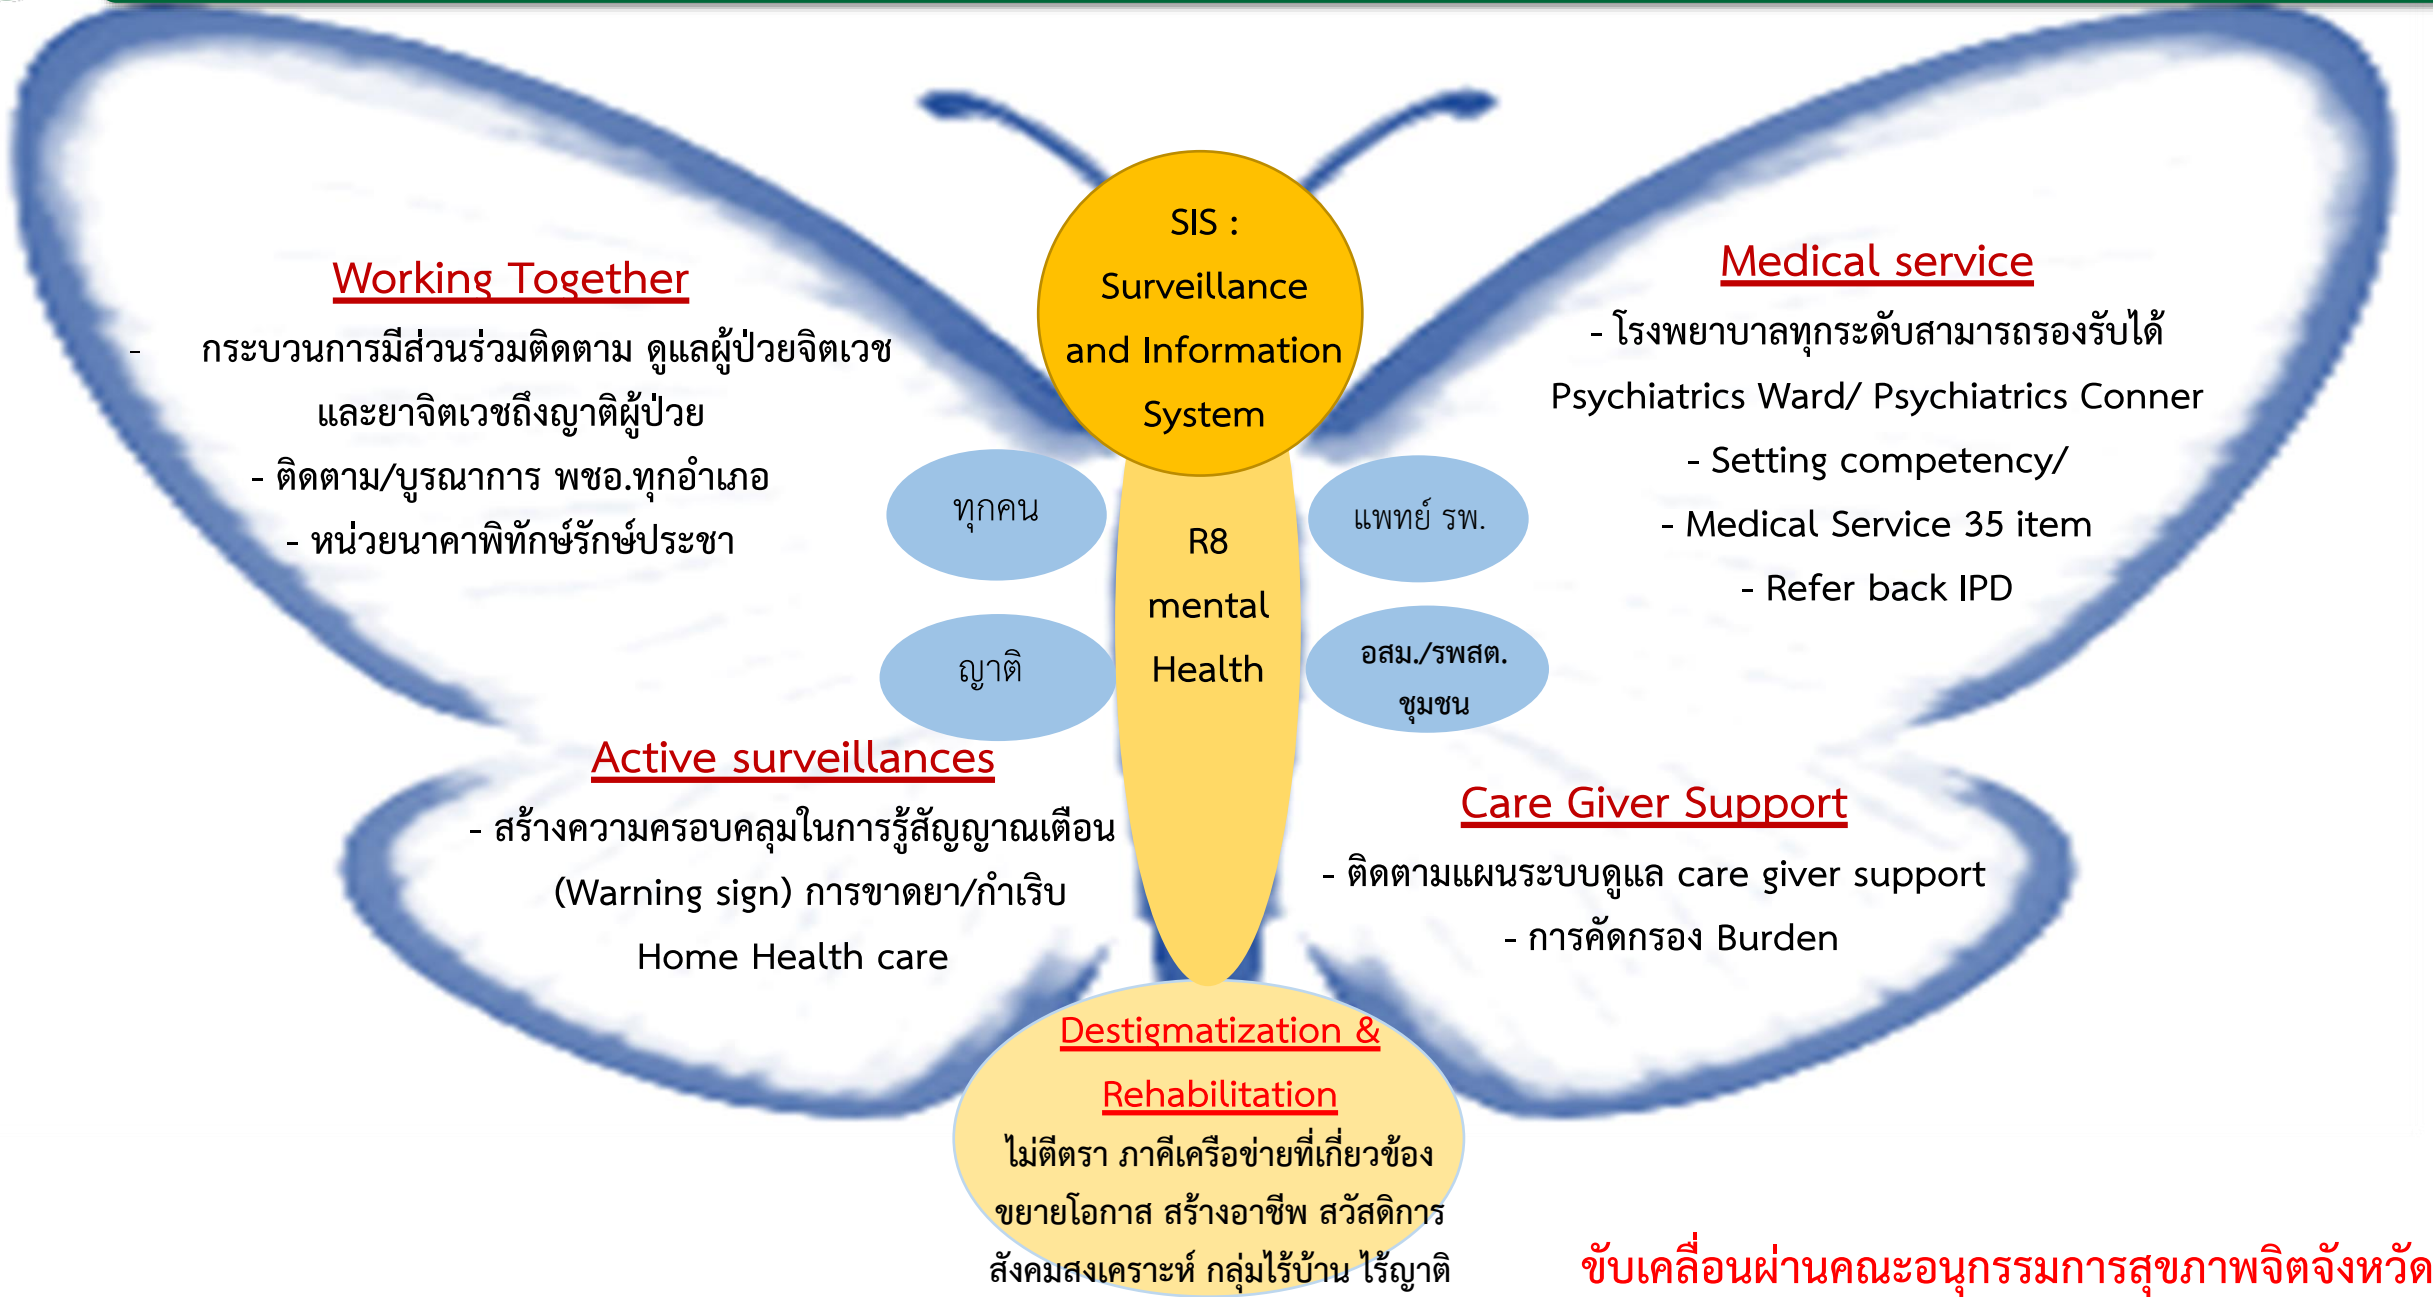 SIS :
Surveillance
and Information
System
Working Together
- กระบวนการมีส่วนร่วมติดตาม ดูแลผู้ป่วยจิตเวช
และยาจิตเวชถึงญาติผู้ป่วย
- ติดตาม/บูรณาการ พชอ.ทุกอำเภอ
- หน่วยนาคาพิทักษ์รักษ์ประชา
Medical service
- โรงพยาบาลทุกระดับสามารถรองรับได้
Psychiatrics Ward/ Psychiatrics Conner
- Setting competency/
- Medical Service 35 item
- Refer back IPD
ทุกคน
แพทย์ รพ.
R8
mental
Health
ญาติ
อสม./รพสต.
ชุมชน
Active surveillances
- สร้างความครอบคลุมในการรู้สัญญาณเตือน
(Warning sign) การขาดยา/กำเริบ
Home Health care
Care Giver Support
- ติดตามแผนระบบดูแล care giver support
- การคัดกรอง Burden
Destigmatization &
Rehabilitation
ไม่ตีตรา ภาคีเครือข่ายที่เกี่ยวข้อง
ขยายโอกาส สร้างอาชีพ สวัสดิการ
สังคมสงเคราะห์ กลุ่มไร้บ้าน ไร้ญาติ
ขับเคลื่อนผ่านคณะอนุกรรมการสุขภาพจิตจังหวัด